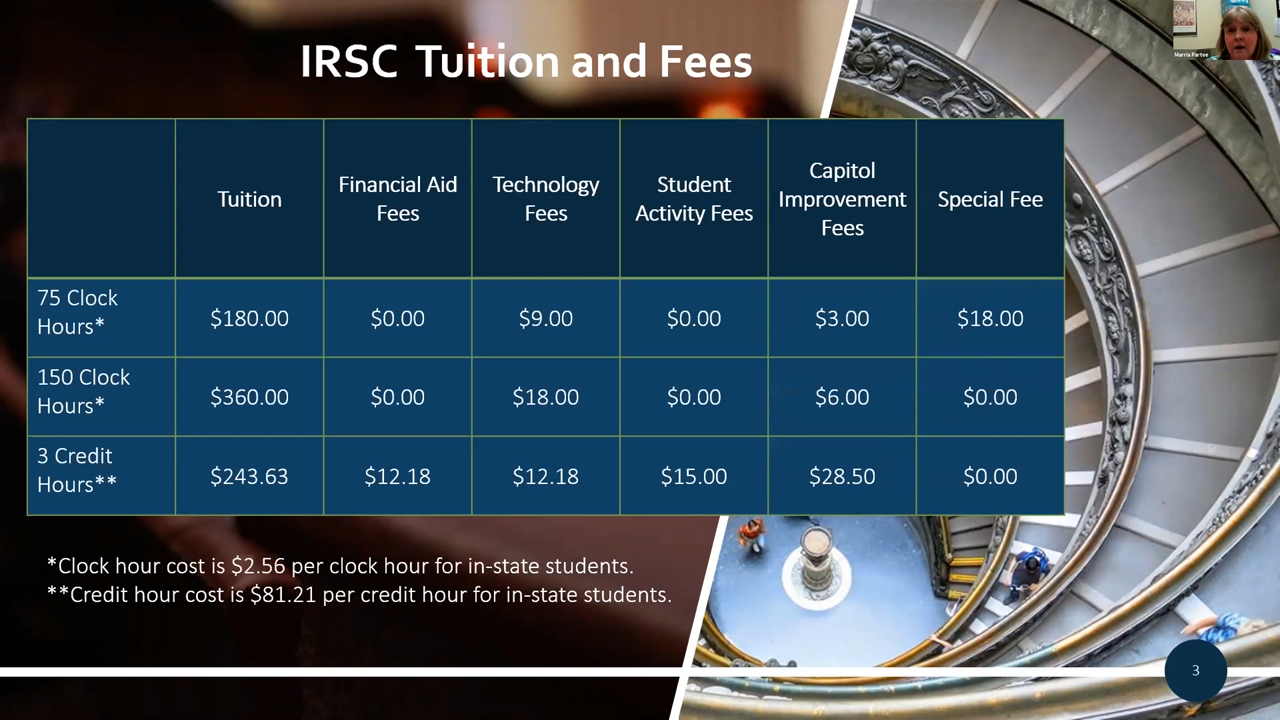 IRSC Tuition and Fees
Marria Partee
Tuition
Financial Aid
Fees
Technology
Fees
Student
Activity Fees
Capitol
Improvement
Fees
Special Fee
75 Clock
Hours*
$180.00
$0.00
$9.00
$0.00
$3.00
$18.00
150 Clock
Hours*
$360.00
$0.00
$18.00
$0.00
$6.00
$0.00
3 Credit
Hours**
$243.63
$12.18
$12.18
$15.00
$28.50
$0.00
*Clock hour cost is $2.56 per clock hour for in-state students.
**Credit hour cost is $81.21 per credit hour for in-state students.
3